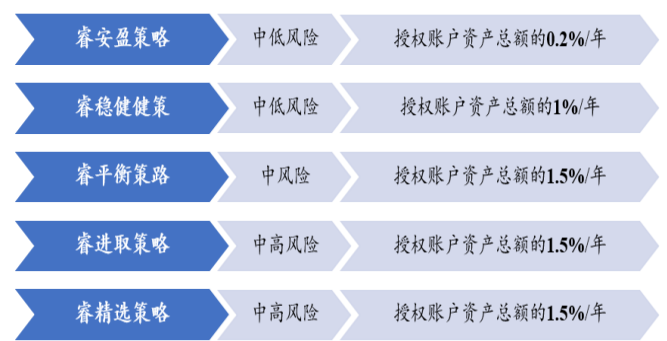 睿安盈策略 中低风险 授权账户资产总额的0.2%/年
睿稳健健策 中低风险 授权账户资产总额的1%/年
睿平衡策路 中风险 授权账户资产总额的1.5%/年
睿进取策略 中高风险 授权账户资产总额的1.5%/年
睿精选策略 中高风险 授权账户资产总额的1.5%/年